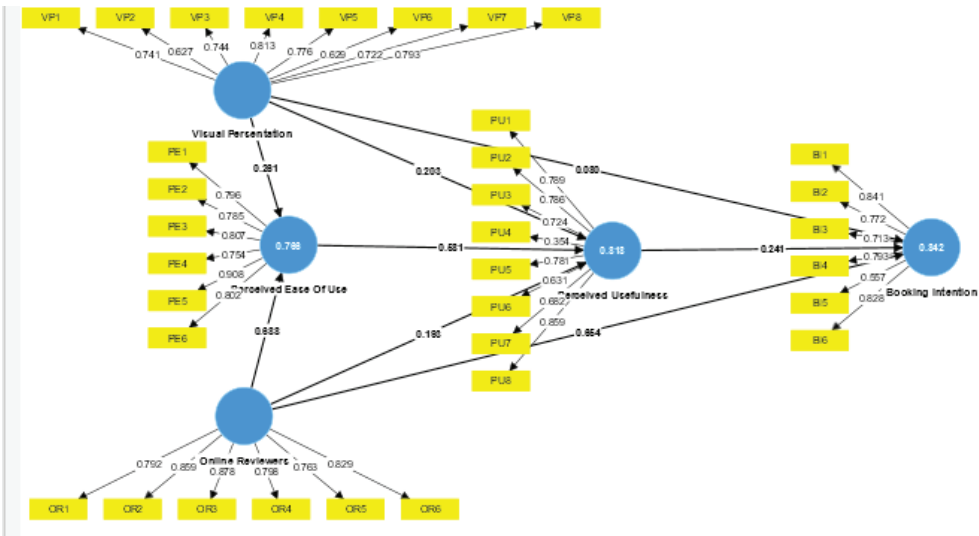 VP1 VP2 VP3 VP4 VP5 VP6 VP7 VP8
0.741 0.627 0.744 0.813 0.776 0.629 0.722 0.793
Visual Persentation
PE1
PE2
PE3
PE4
PE5
PE6
0.796
0.785
0.807
0.754
0.908
0.802
0.261
0.766
Perceived Ease Of Use
0.688
PU1
PU2
PU3
PU4
PU5
PU6
PU7
PU8
0.789
0.786
0.724
0.354
0.781
0.631
0.682
0.859
0.203
0.581
0.193
0.818
Perceived Usefulness
0.080
0.241
0.654
BI1
BI2
BI3
BI4
BI5
BI6
0.841
0.772
0.713
0.793
0.557
0.828
0.842
Booking Intention
Online Reviewers
0.792 0.859 0.878 0.798 0.763 0.829
OR1 OR2 OR3 OR4 OR5 OR6